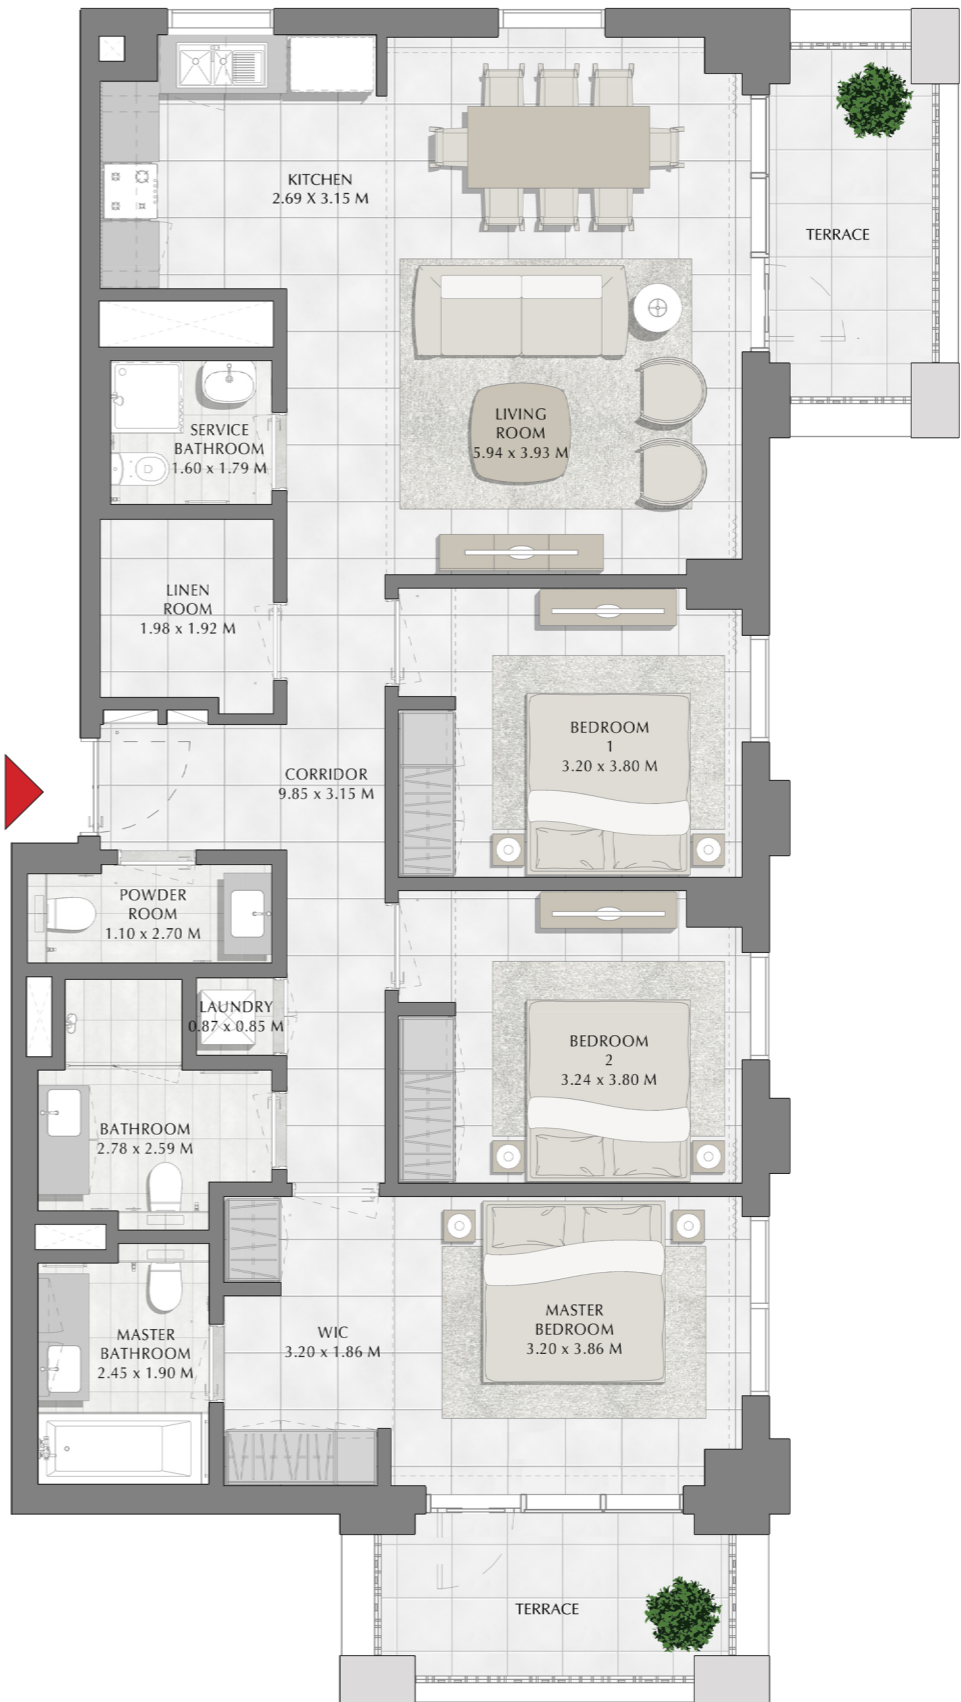 KITCHEN
2.69 X 3.15 M
TERRACE
LIVING
ROOM
5.94 x 3.93 M
SERVICE
BATHROOM
1.60 x 1.79 M
LINEN
ROOM
1.98 x 1.92 M
BEDROOM
1
3.20 x 3.80 M
CORRIDOR
9.85 x 3.15 M
POWDER
ROOM
1.10 x 2.70 M
LAUNDRY
0.87 x 0.85 M
BEDROOM
2
3.24 x 3.80 M
BATHROOM
2.78 x 2.59 M
MASTER
BEDROOM
3.20 x 3.86 M
WIC
3.20 x 1.86 M
MASTER
BATHROOM
2.45 x 1.90 M
TERRACE